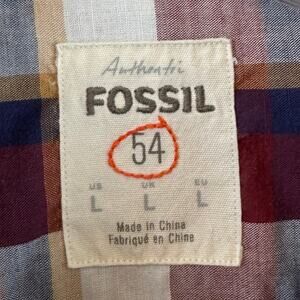 Authentic
FOSSIL
54
US UK EU
L L L
Made in China
Fabriqué en Chine